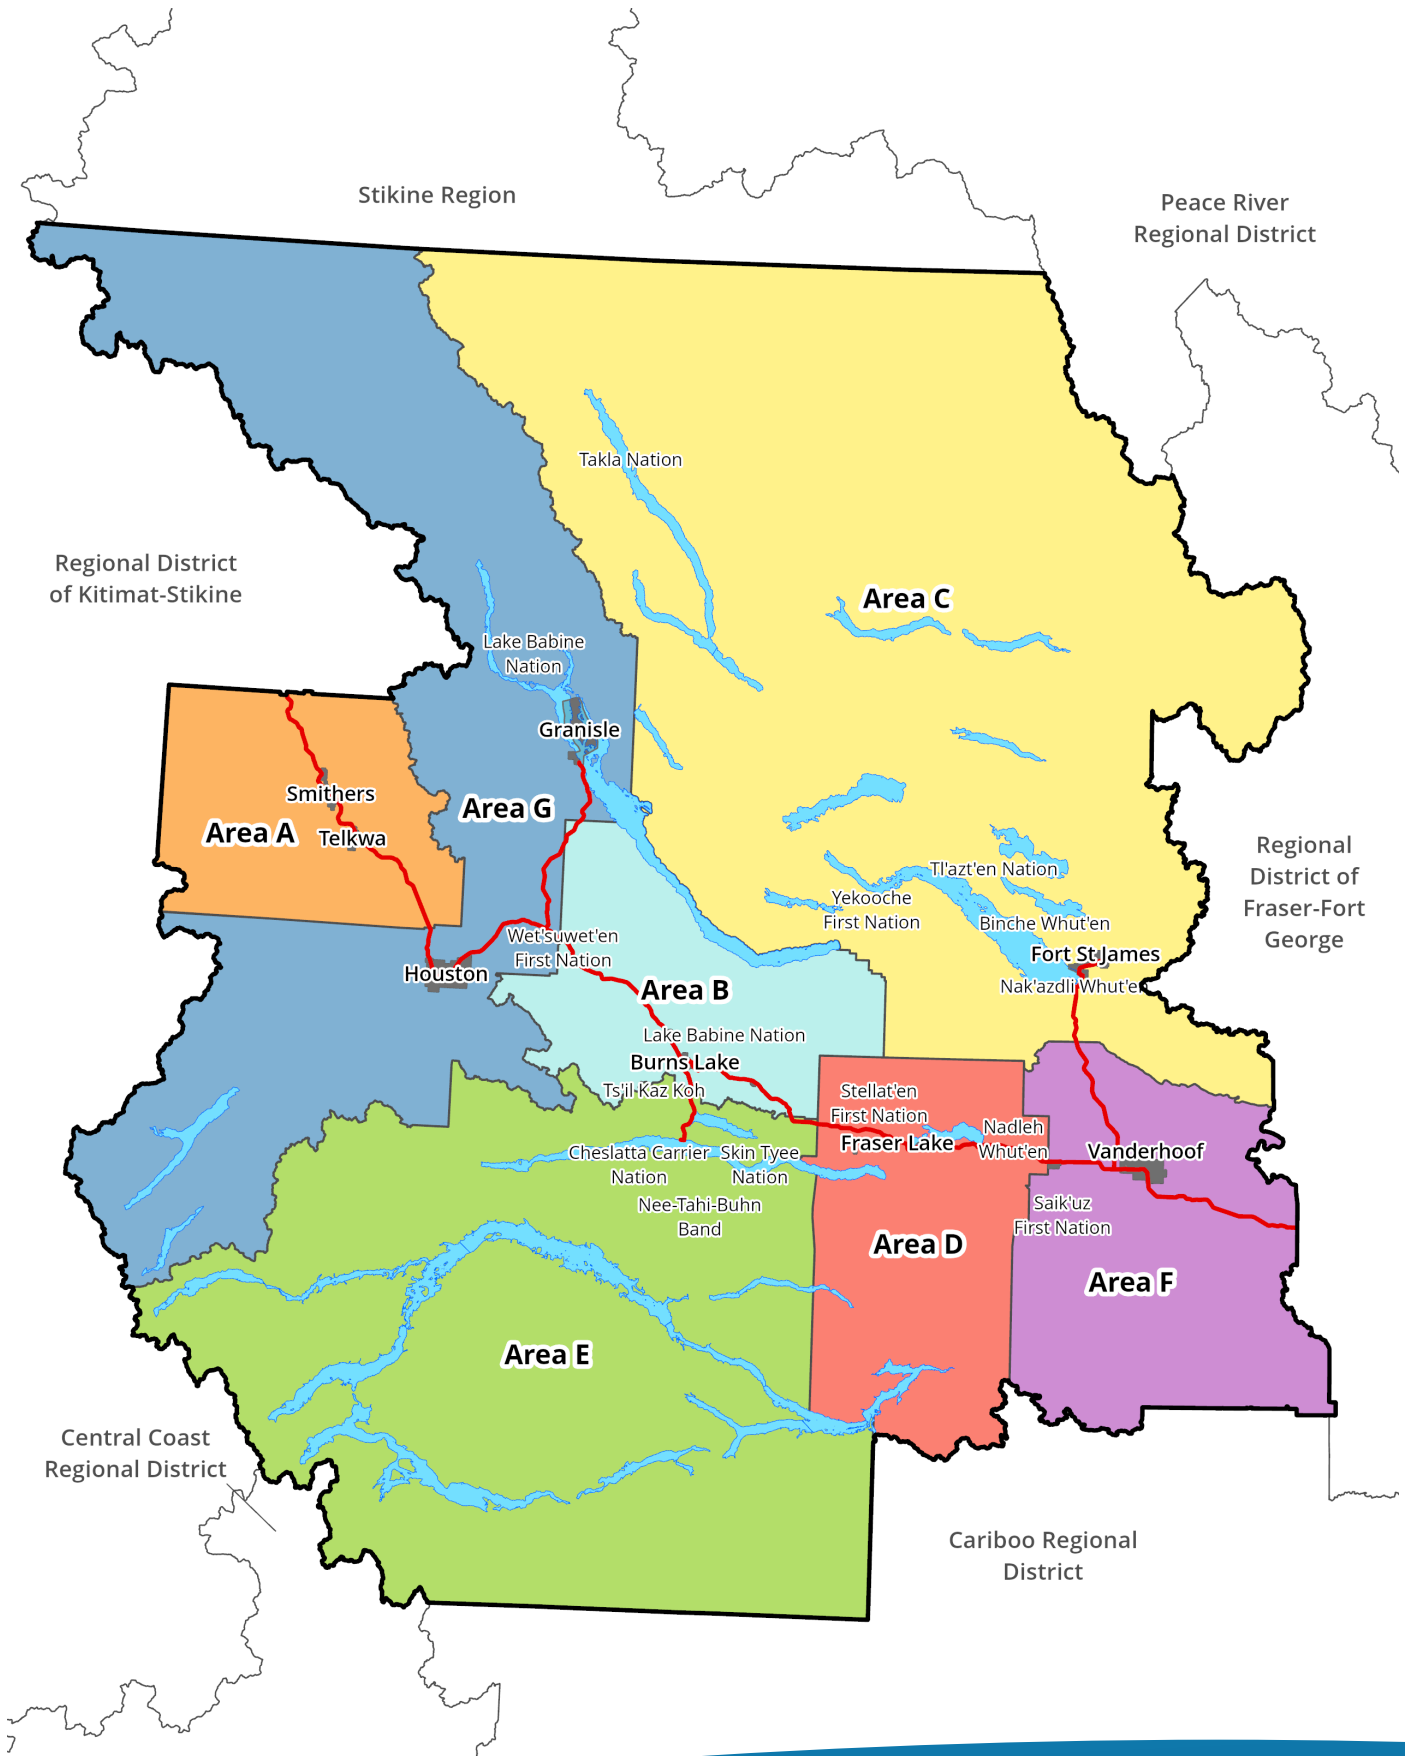 Stikine Region
Peace River
Regional District
Takla Nation
Regional District
of Kitimat-Stikine
Area C
Lake Babine
Nation
Granisle
Smithers
Area G
Area A
Telkwa
Regional
District of
Fraser-Fort
George
Tl'azt'en Nation
Yekooche
First Nation
Binche Whut'en
Wet'suwet'en
First Nation
Fort St James
Houston
Nak'azdli Whut'en
Area B
Lake Babine Nation
Burns Lake
Ts'il Ḱaz Koh
Stellat'en
First Nation
Nadleh
Whut'en
Fraser Lake
Vanderhoof
Cheslatta Carrier
Nation
Skin Tyee
Nation
Nee-Tahi-Buhn
Band
Saik'uz
First Nation
Area D
Area F
Area E
Central Coast
Regional District
Cariboo Regional
District